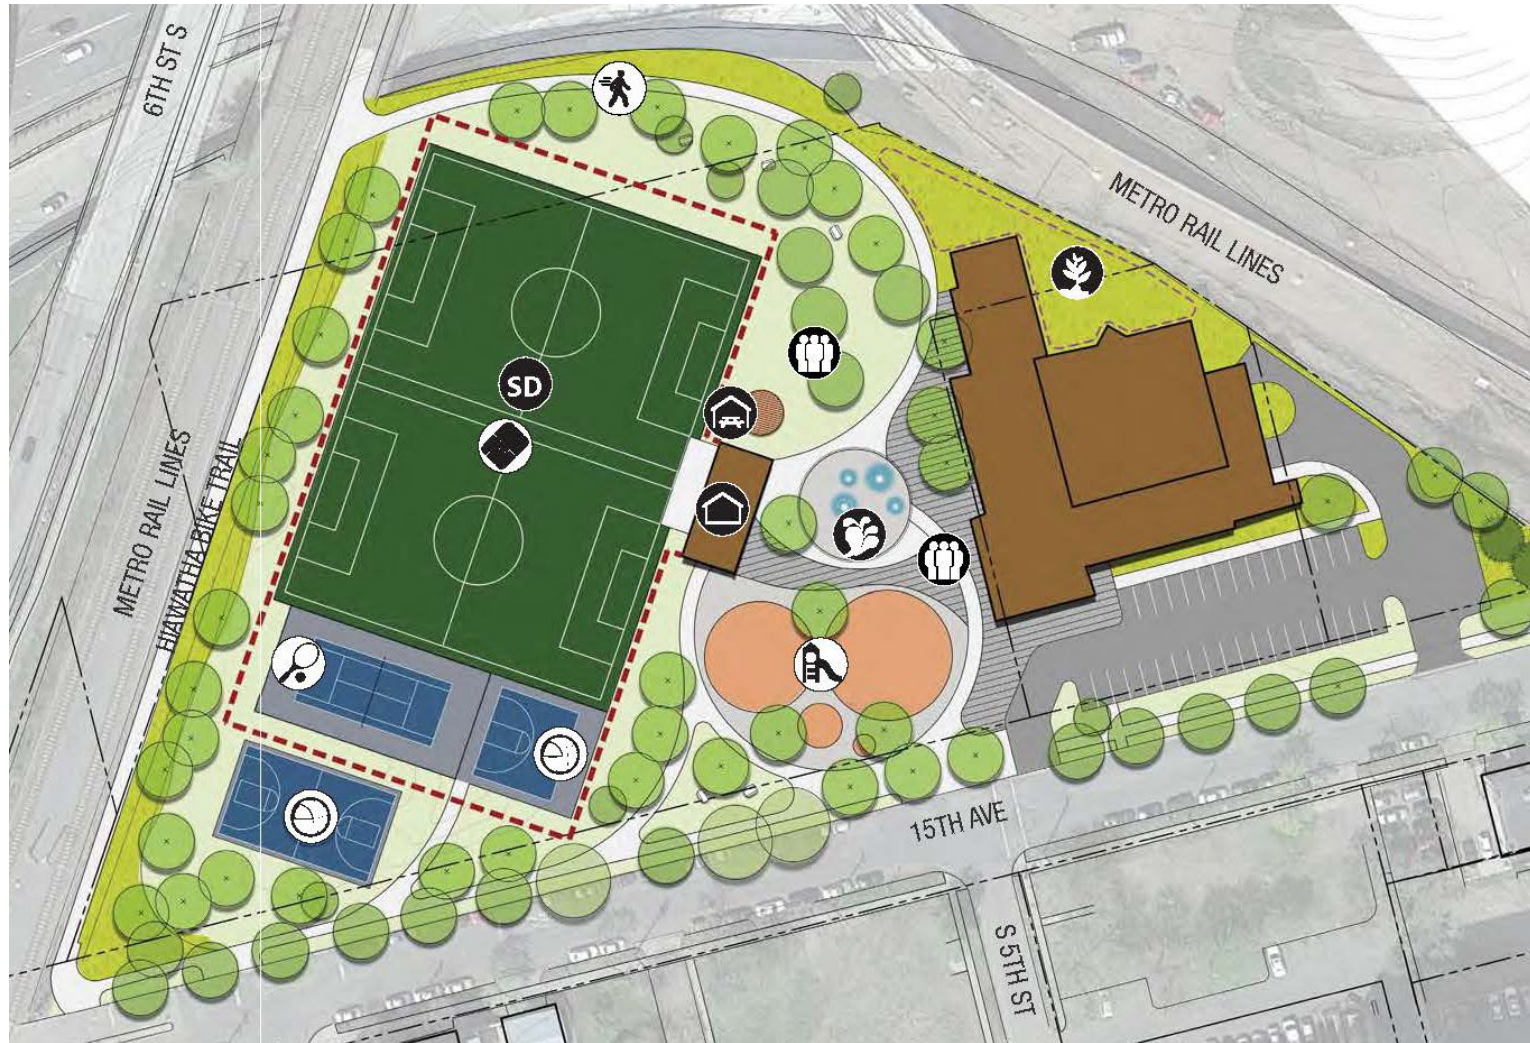 6TH ST S
METRO RAIL LINES
SD
METRO RAIL LINES
HIAWATHA BIKE TRAIL
15TH AVE
S 5TH ST